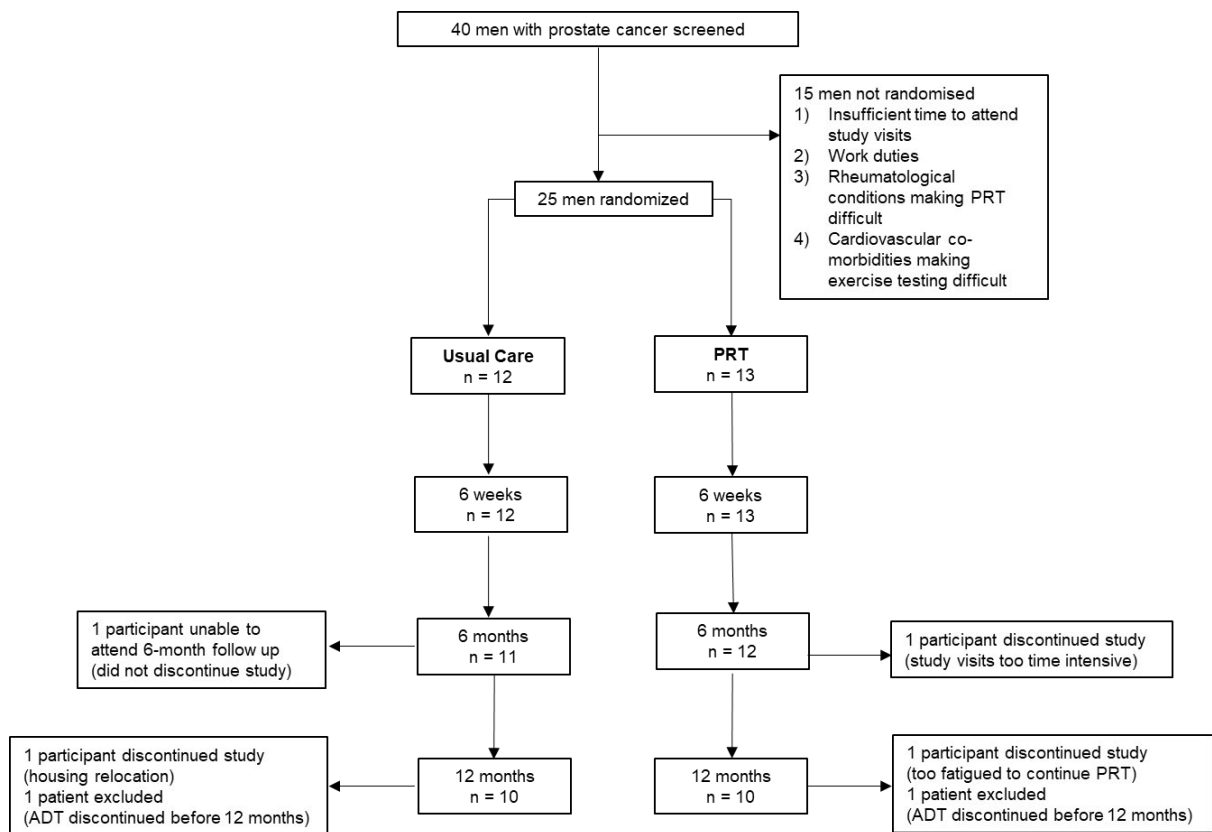 40 men with prostate cancer screened
15 men not randomised
1) Insufficient time to attend
study visits
2) Work duties
3) Rheumatological
conditions making PRT
difficult
4) Cardiovascular co-
morbidities making
exercise testing difficult
25 men randomized
Usual Care
n = 12
PRT
n = 13
6 weeks
n = 12
6 weeks
n = 13
1 participant unable to
attend 6-month follow up
(did not discontinue study)
6 months
n = 11
6 months
n = 12
1 participant discontinued study
(study visits too time intensive)
1 participant discontinued study
(housing relocation)
1 patient excluded
(ADT discontinued before 12 months)
12 months
n = 10
12 months
n = 10
1 participant discontinued study
(too fatigued to continue PRT)
1 patient excluded
(ADT discontinued before 12 months)